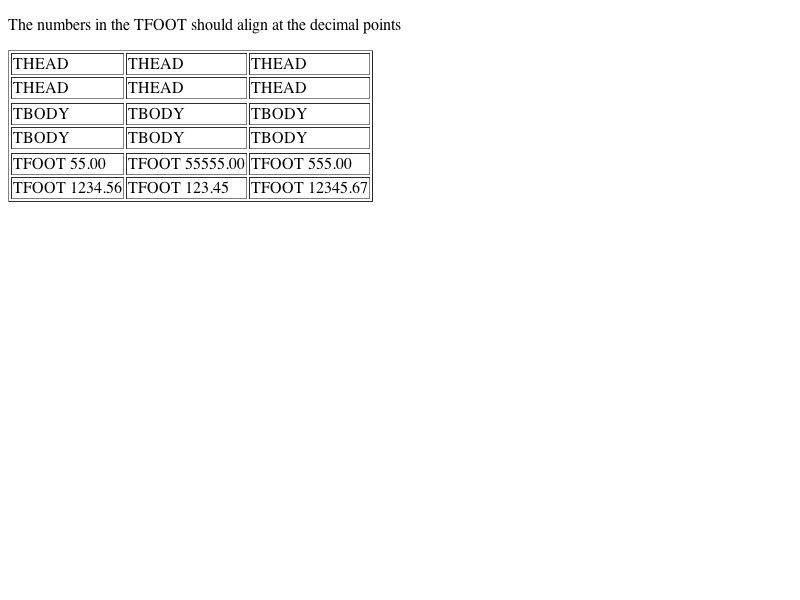 The numbers in the TFOOT should align at the decimal points
THEAD THEAD THEAD
THEAD THEAD THEAD
TBODY TBODY TBODY
TBODY TBODY TBODY
TFOOT 55.00 TFOOT 55555.00 TFOOT 555.00
TFOOT 1234.56 TFOOT 123.45 TFOOT 12345.67